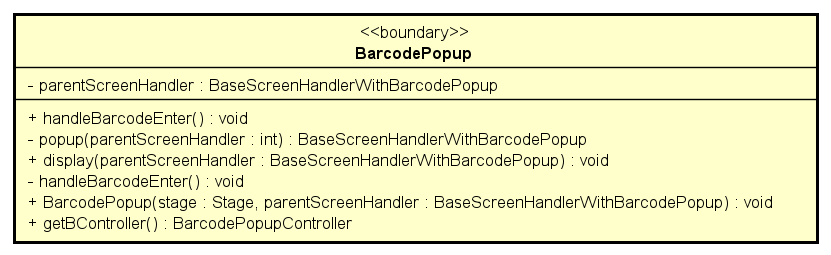 <<boundary>>
BarcodePopup
- parentScreenHandler : BaseScreenHandlerWithBarcodePopup
+ handleBarcodeEnter() : void
- popup(parentScreenHandler : int) : BaseScreenHandlerWithBarcodePopup
+ display(parentScreenHandler : BaseScreenHandlerWithBarcodePopup) : void
- handleBarcodeEnter() : void
+ BarcodePopup(stage : Stage, parentScreenHandler : BaseScreenHandlerWithBarcodePopup) : void
+ getBController() : BarcodePopupController